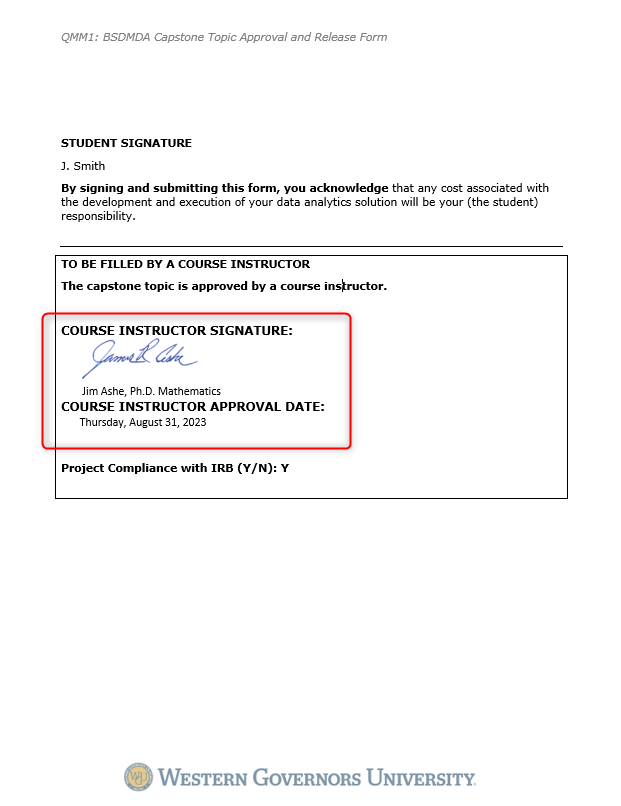 QMM1: BSDMDA Capstone Topic Approval and Release Form
STUDENT SIGNATURE
J. Smith
By signing and submitting this form, you acknowledge that any cost associated with
the development and execution of your data analytics solution will be your (the student)
responsibility.
TO BE FILLED BY A COURSE INSTRUCTOR
The capstone topic is approved by a course instructor.
COURSE INSTRUCTOR SIGNATURE:
James R Ashe
Jim Ashe, Ph.D. Mathematics
COURSE INSTRUCTOR APPROVAL DATE:
Thursday, August 31, 2023
Project Compliance with IRB (Y/N): Y
WESTERN GOVERNORS UNIVERSITY